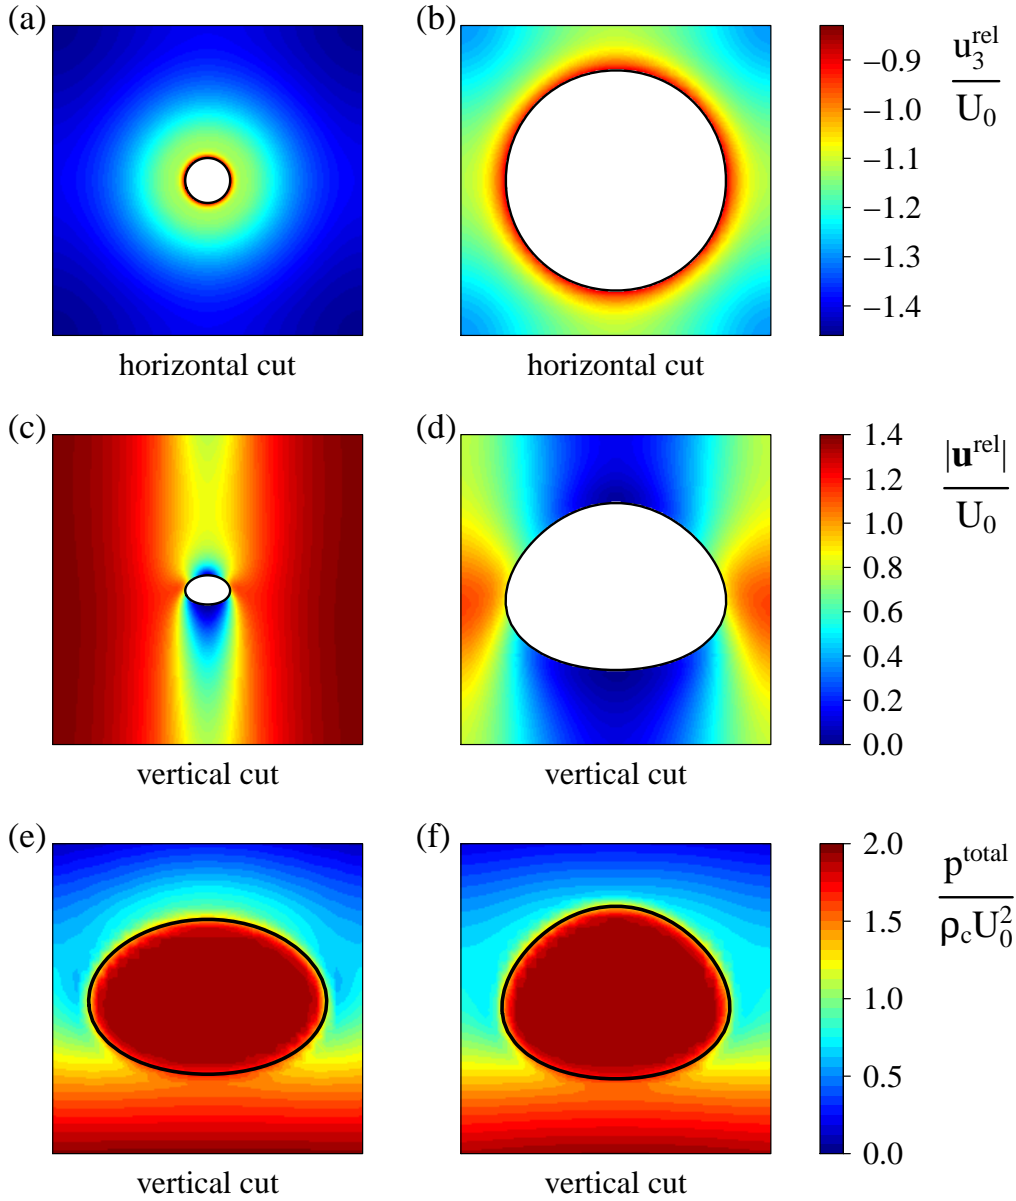 (a)
(b)
horizontal cut
horizontal cut
−0.9
−1.0
−1.1
−1.2
−1.3
−1.4
u₃ʳᵉˡ
U₀
(c)
(d)
vertical cut
vertical cut
1.4
1.2
1.0
0.8
0.6
0.4
0.2
0.0
|uʳᵉˡ|
U₀
(e)
(f)
vertical cut
vertical cut
2.0
1.5
1.0
0.5
0.0
pᵗᵒᵗᵃˡ
ρcU₀²